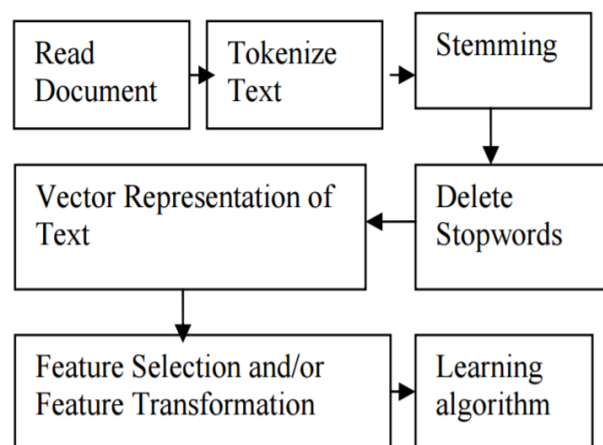 Read
Document
Tokenize
Text
Stemming
Vector Representation of
Text
Delete
Stopwords
Feature Selection and/or
Feature Transformation
Learning
algorithm